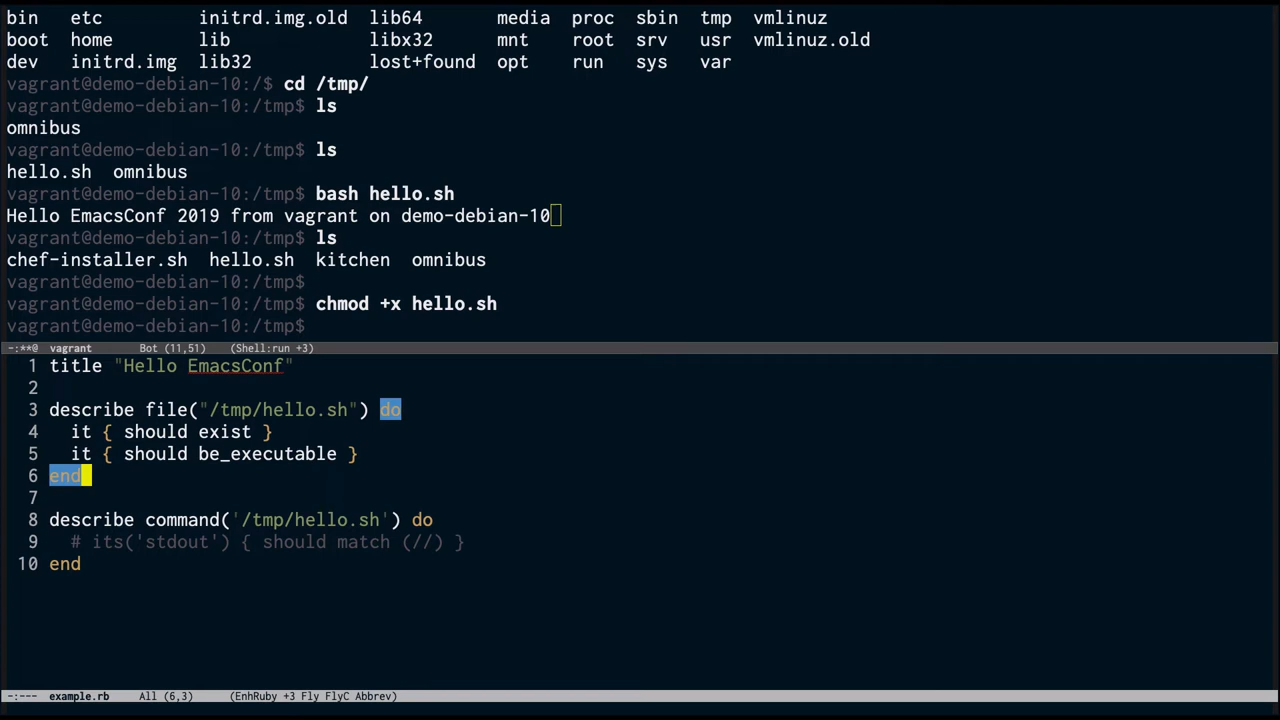 bin   etc         initrd.img.old  lib64       media  proc  sbin  tmp  vmlinuz
boot  home        lib             libx32      mnt    root  srv   usr  vmlinuz.old
dev   initrd.img  lib32           lost+found  opt    run   sys   var
vagrant@demo-debian-10:/$ cd /tmp/
vagrant@demo-debian-10:/tmp$ ls
omnibus
vagrant@demo-debian-10:/tmp$ ls
hello.sh  omnibus
vagrant@demo-debian-10:/tmp$ bash hello.sh
Hello EmacsConf 2019 from vagrant on demo-debian-10
vagrant@demo-debian-10:/tmp$ ls
chef-installer.sh  hello.sh  kitchen  omnibus
vagrant@demo-debian-10:/tmp$
vagrant@demo-debian-10:/tmp$ chmod +x hello.sh
vagrant@demo-debian-10:/tmp$
-:**@  vagrant        Bot (11,51)    (Shell:run +3)
1 title "Hello EmacsConf"
2
3 describe file("/tmp/hello.sh") do
4   it { should exist }
5   it { should be_executable }
6 end
7
8 describe command('/tmp/hello.sh') do
9   # its('stdout') { should match (//) }
10 end
-:---  example.rb     All (6,3)      (EnhRuby +3 Fly FlyC Abbrev)